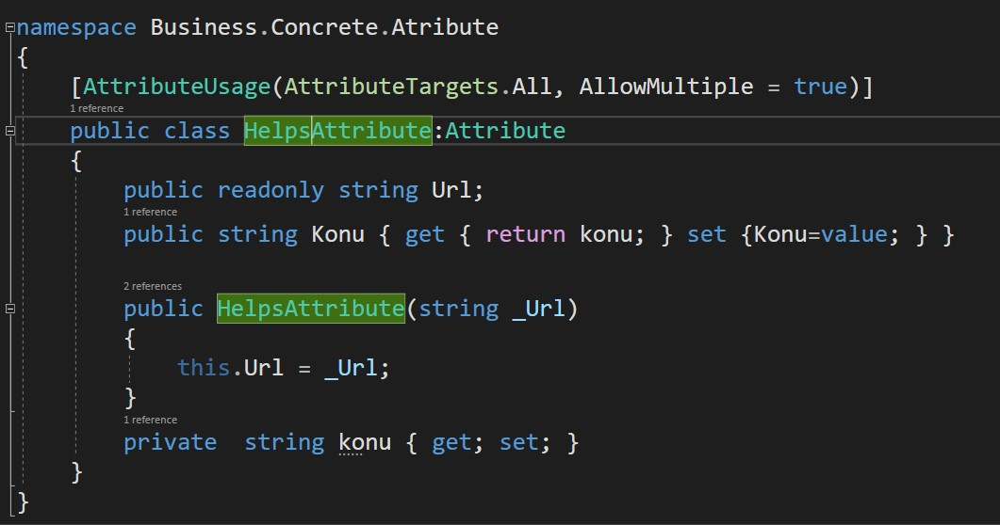 namespace Business.Concrete.Atribute
{
[AttributeUsage(AttributeTargets.All, AllowMultiple = true)]
1 reference
public class HelpsAttribute:Attribute
{
public readonly string Url;
1 reference
public string Konu { get { return konu; } set {Konu=value; } }
2 references
public HelpsAttribute(string _Url)
{
this.Url = _Url;
}
1 reference
private  string konu { get; set; }
}
}